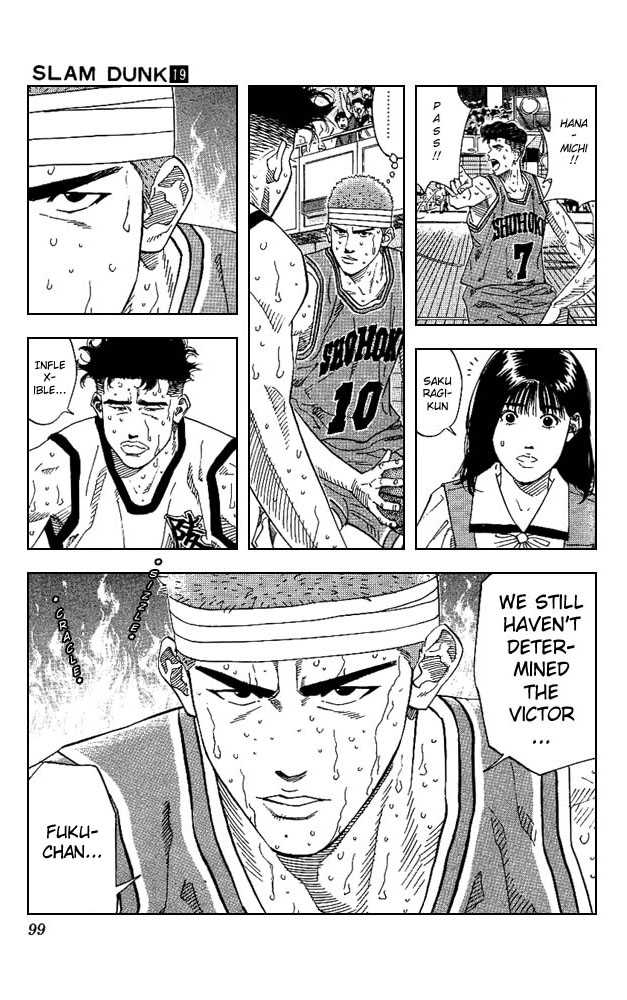 SLAM DUNK 19
HANA
-
MICHI
!!
PASS!!
SHOHOKU
7
..........
SHOHOKU
10
SAKU
RAGI-
KUN
INFLE
X-
IBLE...
SIZZLE.
CRACLE.
WE STILL
HAVEN'T
DETER-
MINED
THE
VICTOR
...
FUKU-
CHAN...
99